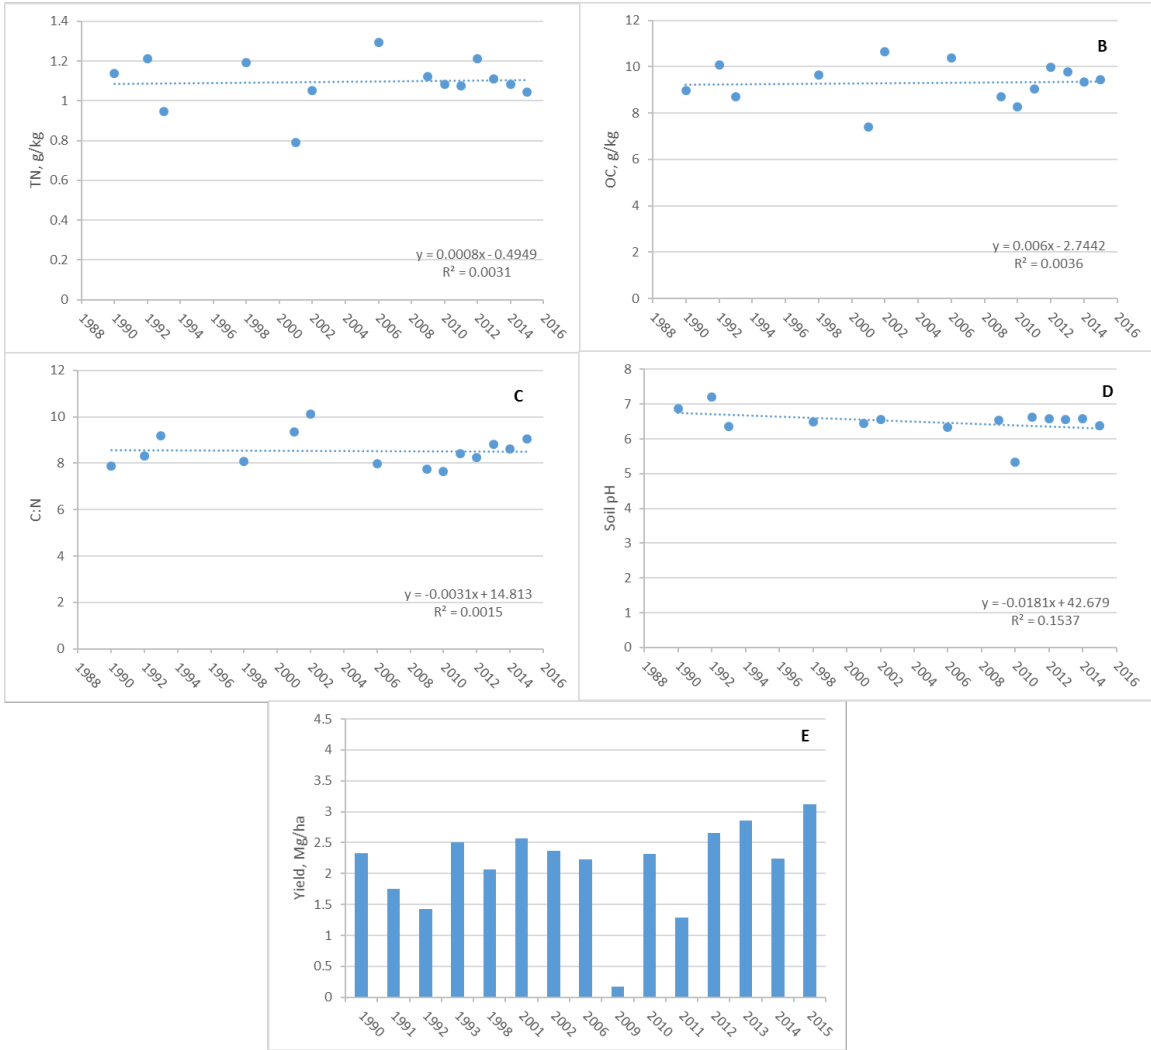 1.4
1.2
1
0.8
0.6
0.4
0.2
0
TN, g/kg
y = 0.0008x - 0.4949
R² = 0.0031
1988 1990 1992 1994 1996 1998 2000 2002 2004 2006 2008 2010 2012 2014 2016
B
12
10
8
6
4
2
0
OC, g/kg
y = 0.006x - 2.7442
R² = 0.0036
1988 1990 1992 1994 1996 1998 2000 2002 2004 2006 2008 2010 2012 2014 2016
C
12
10
8
6
4
2
0
C:N
y = -0.0031x + 14.813
R² = 0.0015
1988 1990 1992 1994 1996 1998 2000 2002 2004 2006 2008 2010 2012 2014 2016
D
8
7
6
5
4
3
2
1
0
Soil pH
y = -0.0181x + 42.679
R² = 0.1537
1988 1990 1992 1994 1996 1998 2000 2002 2004 2006 2008 2010 2012 2014 2016
E
4.5
4
3.5
3
2.5
2
1.5
1
0.5
0
Yield, Mg/ha
1990 1991 1992 1993 1998 2001 2002 2006 2009 2010 2011 2012 2013 2014 2015